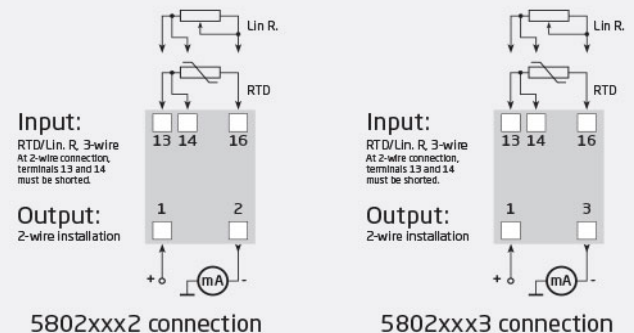 Lin R.
RTD
Input:
RTD/Lin. R, 3-wire
At 2-wire connection,
terminals 13 and 14
must be shorted.
13 14 16
Output:
2-wire installation
1 2
+ mA -
5802xxx2 connection
Lin R.
RTD
Input:
RTD/Lin. R, 3-wire
At 2-wire connection,
terminals 13 and 14
must be shorted.
13 14 16
Output:
2-wire installation
1 3
+ mA -
5802xxx3 connection